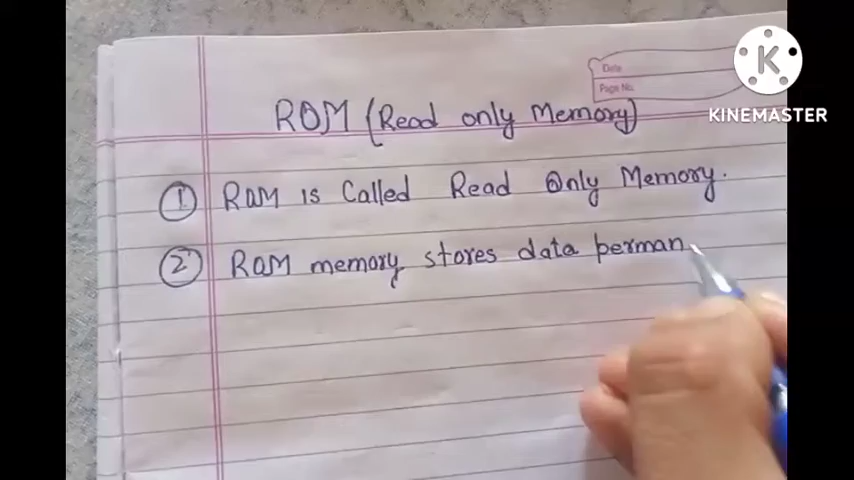 Date
Page No.
KINEMASTER
ROM (Read only Memory)
1 ROM is Called Read Only Memory.
2 ROM memory stores data perman